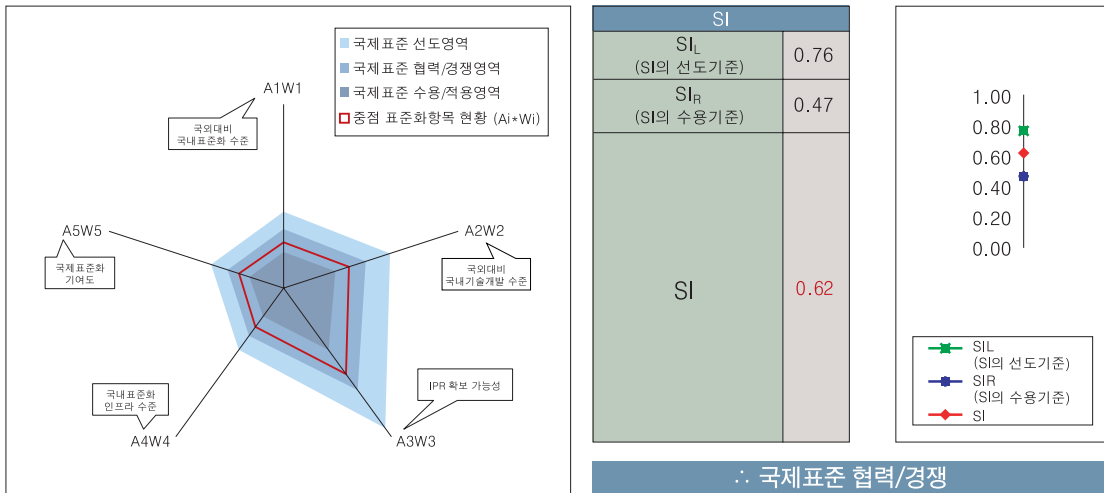 국제표준 선도영역
국제표준 협력/경쟁영역
국제표준 수용/적용영역
중점 표준화항목 현황 (Ai*Wi)
A1W1
국외대비
국내표준화 수준
A5W5
국제표준화
기여도
A2W2
국외대비
국내기술개발 수준
국내표준화
인프라 수준
A4W4
IPR 확보 가능성
A3W3
SI
SIL
(SI의 선도기준)
0.76
SIR
(SI의 수용기준)
0.47
SI
0.62
1.00
0.80
0.60
0.40
0.20
0.00
SIL
(SI의 선도기준)
SIR
(SI의 수용기준)
SI
∴ 국제표준 협력/경쟁